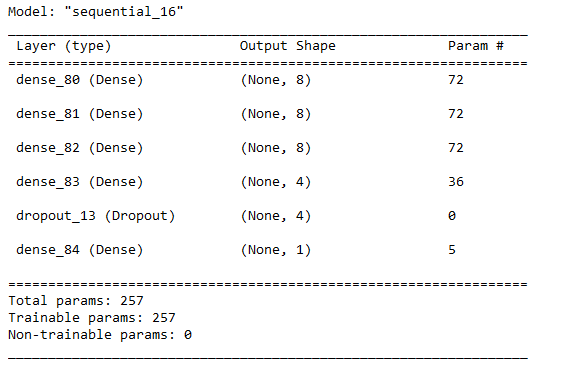 Model: "sequential_16"
_________________________________________________________________
Layer (type)                Output Shape              Param #
=================================================================
dense_80 (Dense)            (None, 8)                 72
dense_81 (Dense)            (None, 8)                 72
dense_82 (Dense)            (None, 8)                 72
dense_83 (Dense)            (None, 4)                 36
dropout_13 (Dropout)        (None, 4)                 0
dense_84 (Dense)            (None, 1)                 5
=================================================================
Total params: 257
Trainable params: 257
Non-trainable params: 0
_________________________________________________________________